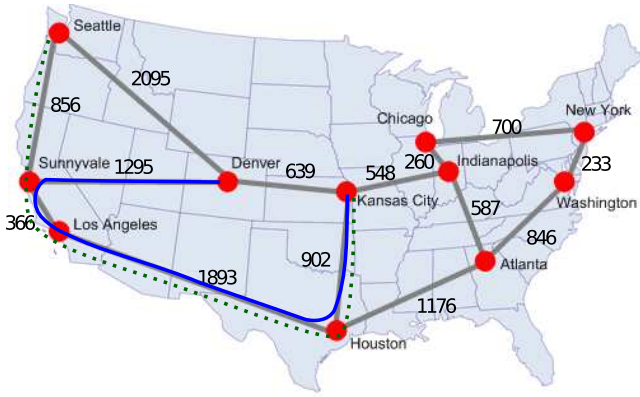 Seattle
2095
856
Chicago
New York
700
Sunnyvale
1295
Denver
639
548
260
Indianapolis
233
Kansas City
Washington
366
Los Angeles
587
902
846
Atlanta
1893
1176
Houston